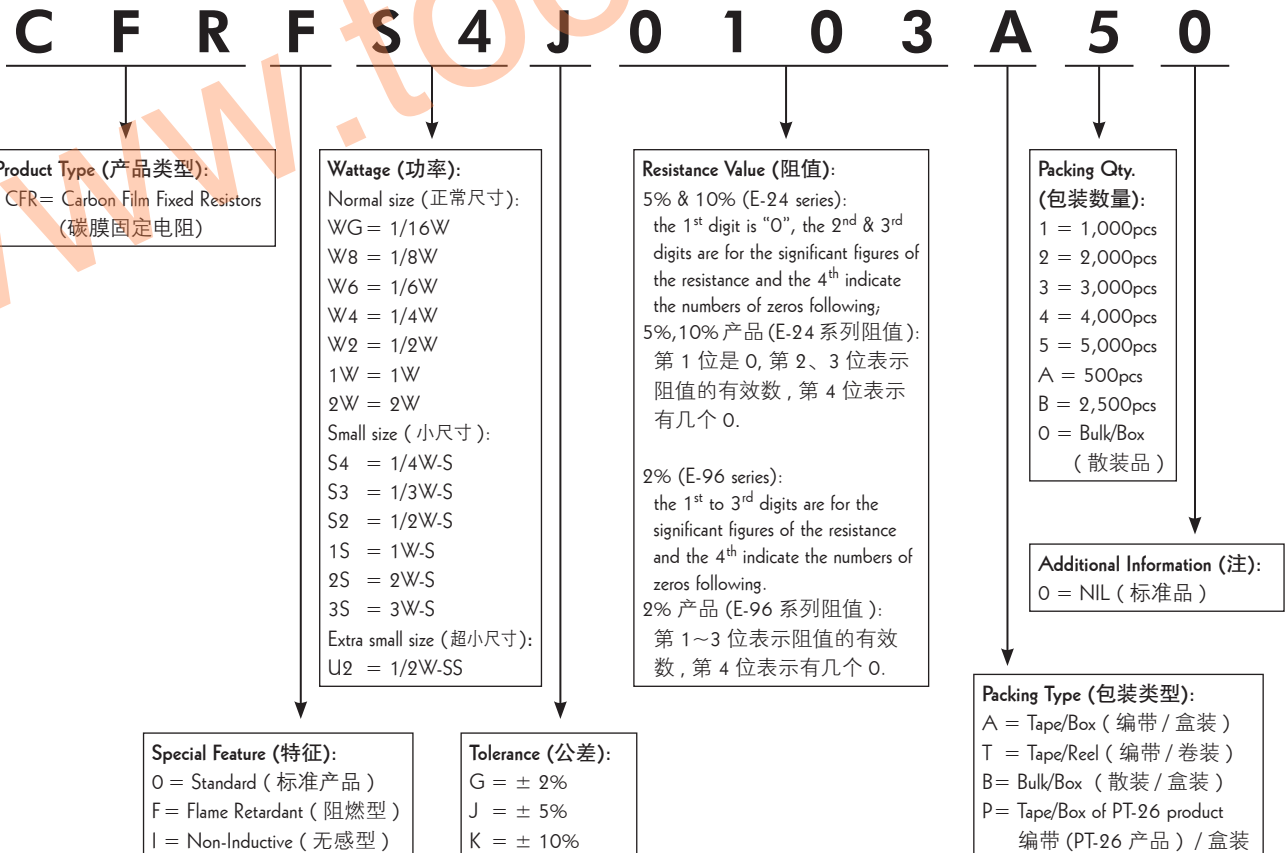 C F R F S 4 J 0 1 0 3 A 5 0
Product Type (产品类型):
CFR= Carbon Film Fixed Resistors
(碳膜固定电阻)
Wattage (功率):
Normal size (正常尺寸):
WG = 1/16W
W8 = 1/8W
W6 = 1/6W
W4 = 1/4W
W2 = 1/2W
1W = 1W
2W = 2W
Small size ( 小尺寸 ):
S4 = 1/4W-S
S3 = 1/3W-S
S2 = 1/2W-S
1S = 1W-S
2S = 2W-S
3S = 3W-S
Extra small size (超小尺寸):
U2 = 1/2W-SS
Resistance Value (阻值):
5% & 10% (E-24 series):
the 1st digit is “0”, the 2nd & 3rd
digits are for the significant figures of
the resistance and the 4th indicate
the numbers of zeros following;
5%,10% 产品 (E-24 系列阻值 ):
第 1 位是 0, 第 2、3 位表示
阻值的有效数 , 第 4 位表示
有几个 0.
2% (E-96 series):
the 1st to 3rd digits are for the
significant figures of the resistance
and the 4th indicate the numbers of
zeros following.
2% 产品 (E-96 系列阻值 ):
第 1～3 位表示阻值的有效
数 , 第 4 位表示有几个 0.
Packing Qty.
(包装数量):
1 = 1,000pcs
2 = 2,000pcs
3 = 3,000pcs
4 = 4,000pcs
5 = 5,000pcs
A = 500pcs
B = 2,500pcs
0 = Bulk/Box
( 散装品 )
Additional Information (注):
0 = NIL ( 标准品 )
Packing Type (包装类型):
A = Tape/Box ( 编带 / 盒装 )
T = Tape/Reel ( 编带 / 卷装 )
B= Bulk/Box ( 散装 / 盒装 )
P= Tape/Box of PT-26 product
编带 (PT-26 产品 ) / 盒装
Special Feature (特征):
0 = Standard ( 标准产品 )
F= Flame Retardant ( 阻燃型 )
I = Non-Inductive ( 无感型 )
Tolerance (公差):
G = ± 2%
J = ± 5%
K = ± 10%